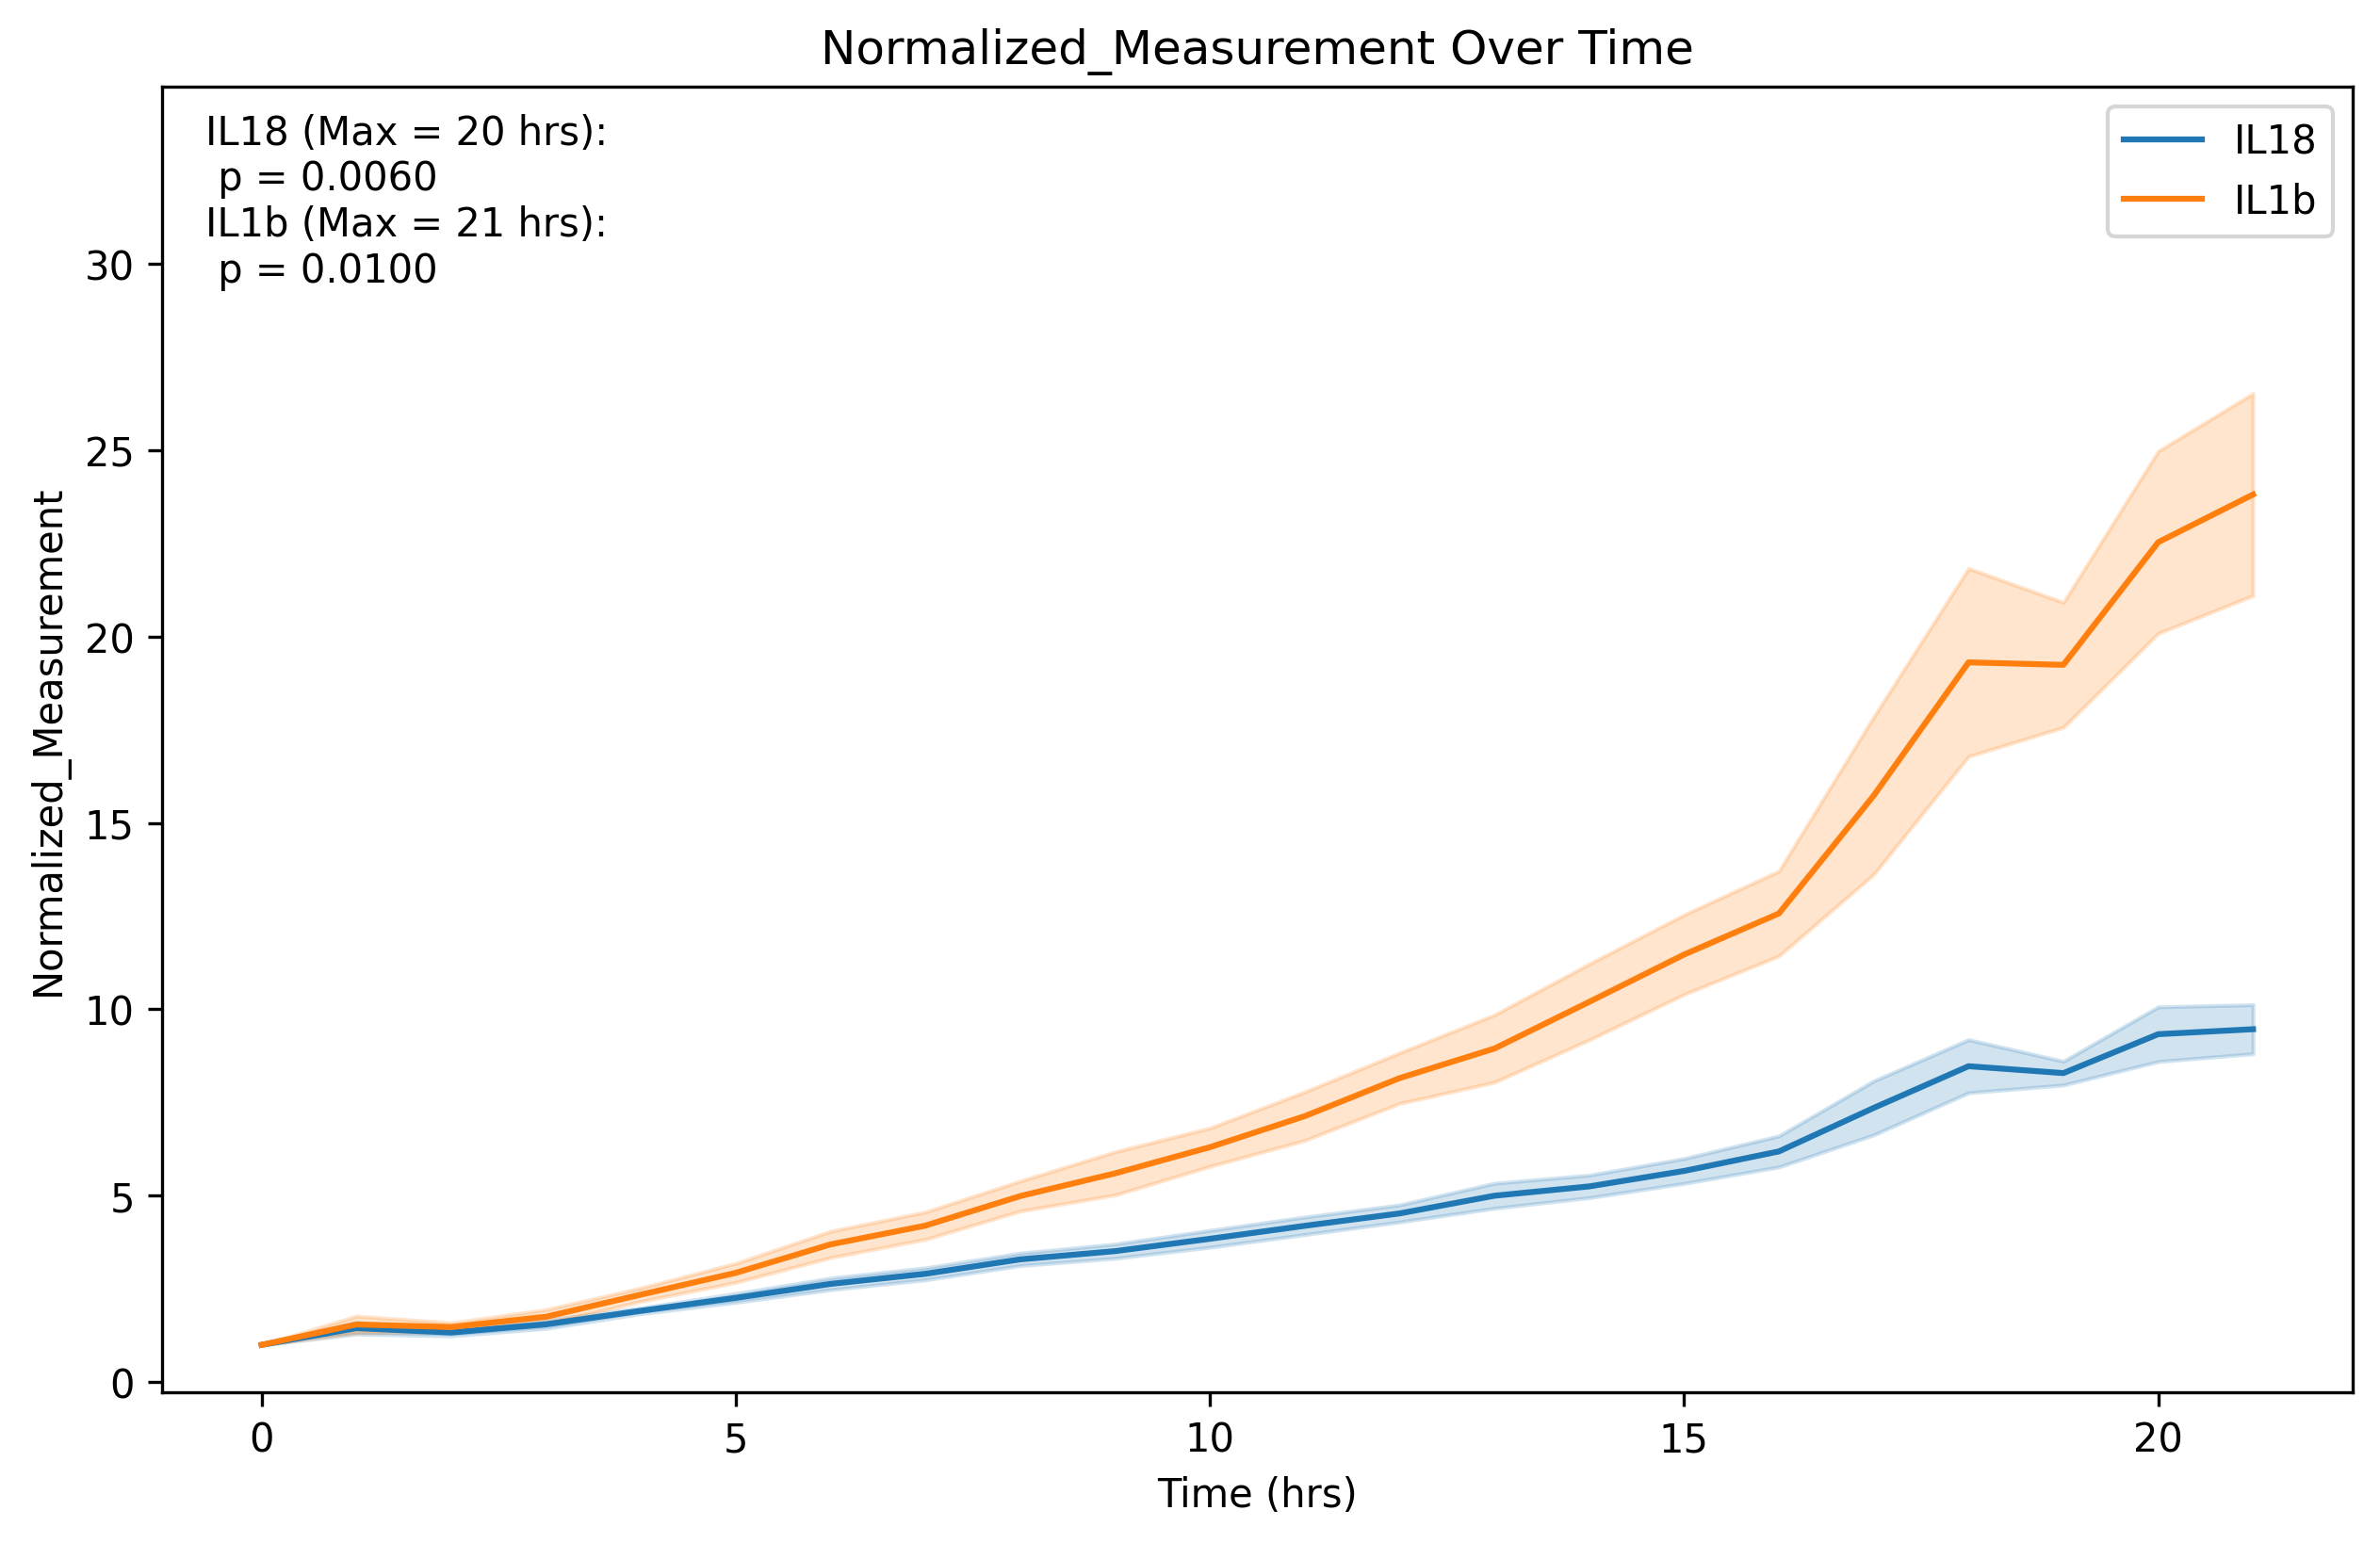 Normalized_Measurement Over Time
IL18 (Max = 20 hrs):
p = 0.0060
IL1b (Max = 21 hrs):
p = 0.0100
IL18
IL1b
Normalized_Measurement
30
25
20
15
10
5
0
0 5 10 15 20
Time (hrs)